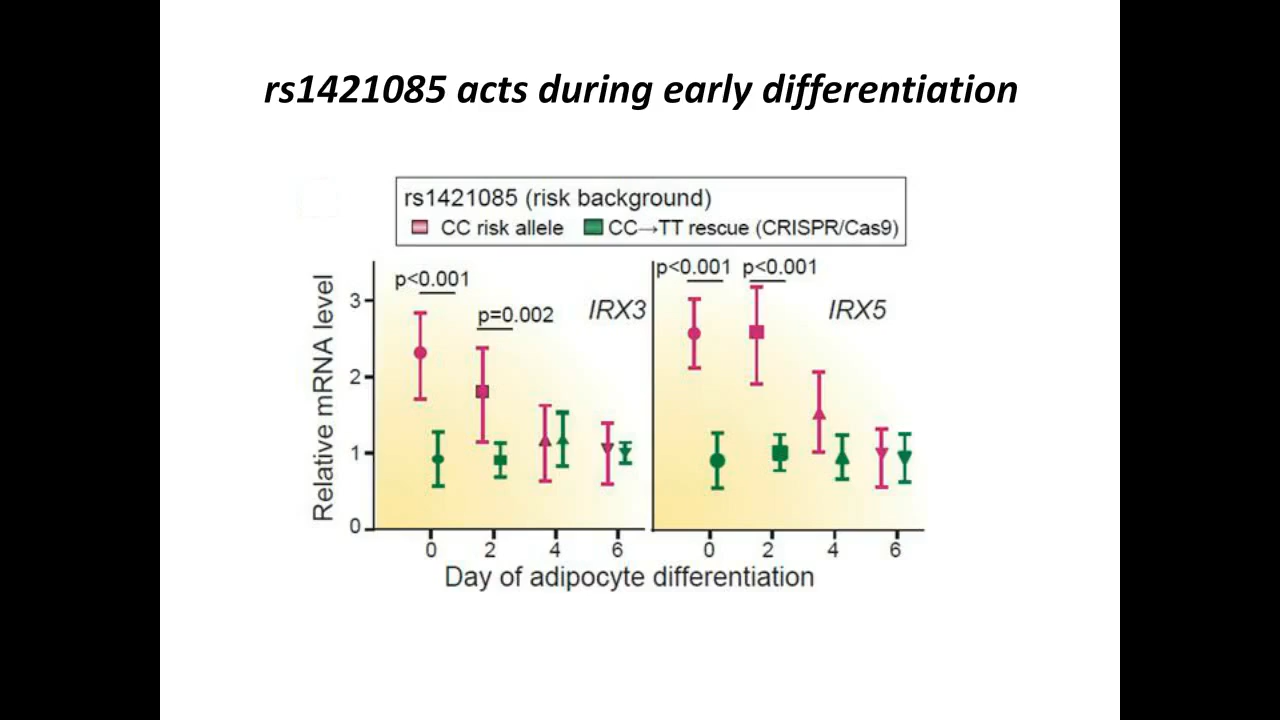 rs1421085 acts during early differentiation
rs1421085 (risk background)
CC risk allele CC→TT rescue (CRISPR/Cas9)
Relative mRNA level
3
2
1
0
p<0.001
p=0.002
IRX3
0 2 4 6
p<0.001 p<0.001
IRX5
0 2 4 6
Day of adipocyte differentiation